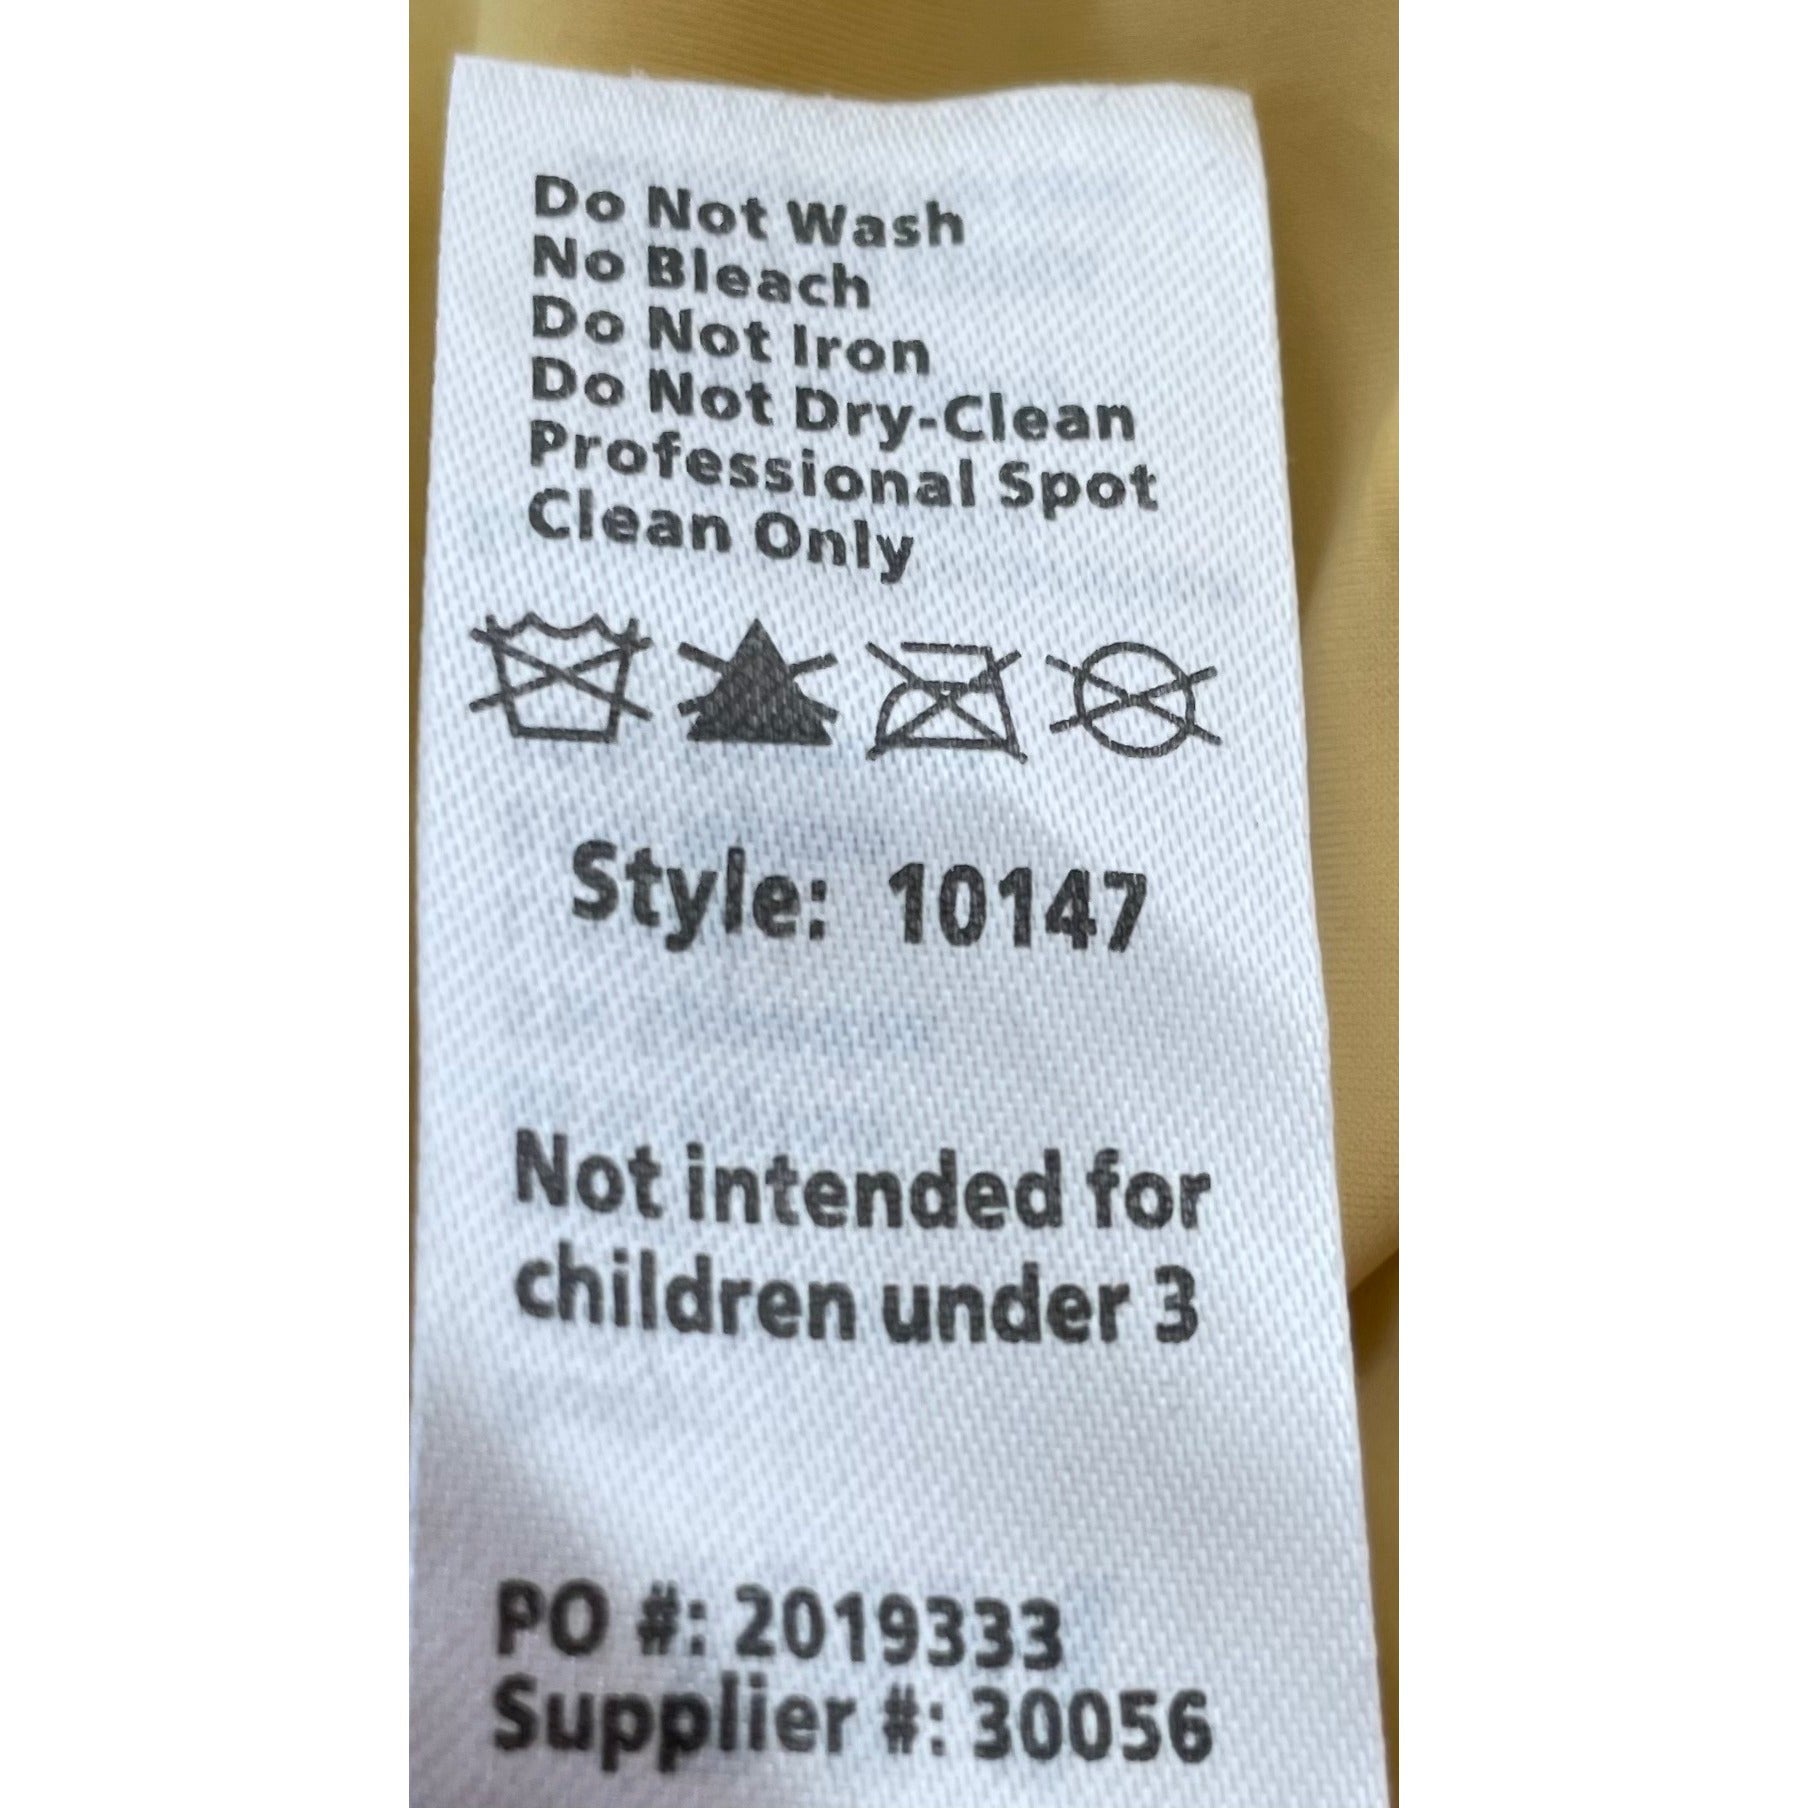 Do Not Wash
No Bleach
Do Not Iron
Do Not Dry-Clean
Professional Spot
Clean Only
Style: 10147
Not intended for
children under 3
PO #: 2019333
Supplier #: 30056